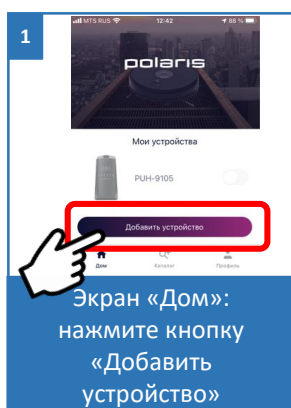 1
MTS RUS 12:42 88 %
polaris
Мои устройства
PUH-9105
Добавить устройство
Дом Каталог Профиль
Экран «Дом»:
нажмите кнопку
«Добавить
устройство»